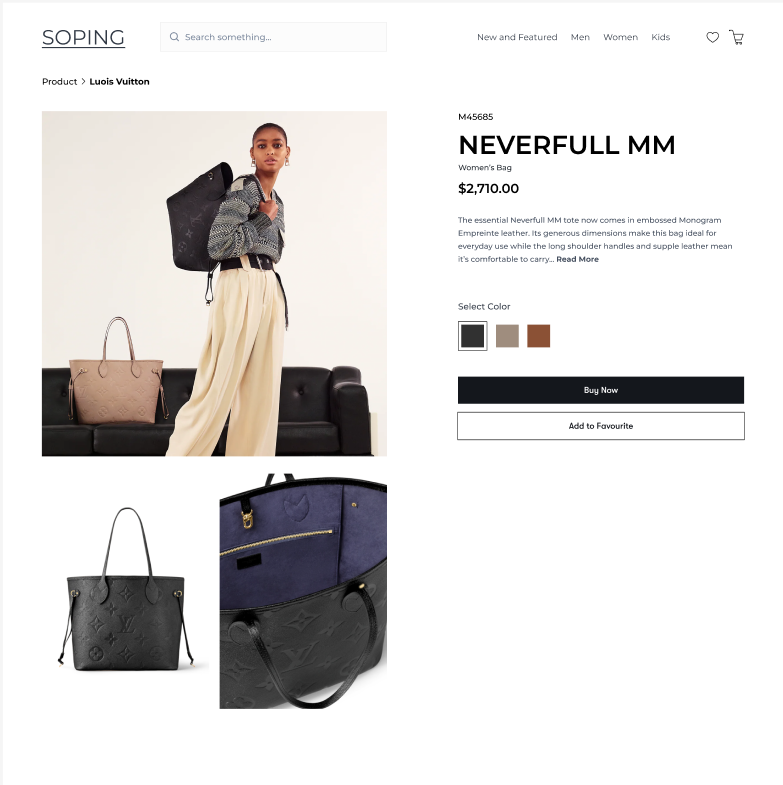 SOPING
Search something...
New and Featured Men Women Kids
Product > Luois Vuitton
M45685
NEVERFULL MM
Women's Bag
$2,710.00
The essential Neverfull MM tote now comes in embossed Monogram
Empreinte leather. Its generous dimensions make this bag ideal for
everyday use while the long shoulder handles and supple leather mean
it's comfortable to carry... Read More
Select Color
Buy Now
Add to Favourite
LV